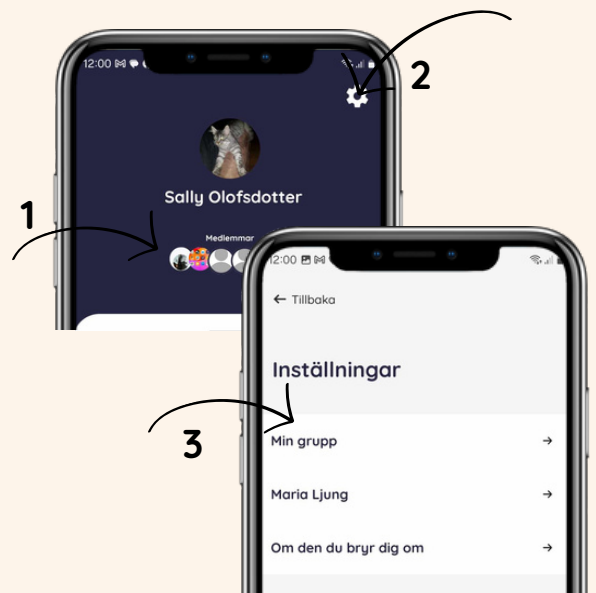 12:00
2
Sally Olofsdotter
1
Medlemmar
12:00
← Tillbaka
Inställningar
3
Min grupp →
Maria Ljung →
Om den du bryr dig om →